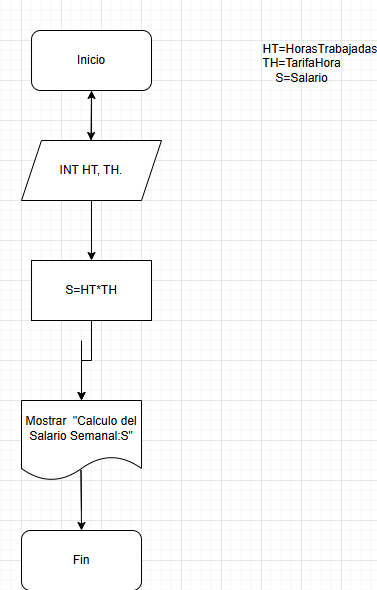 Inicio
HT=HorasTrabajadas
TH=TarifaHora
S=Salario
INT HT, TH.
S=HT*TH
Mostrar "Calculo del
Salario Semanal:S"
Fin